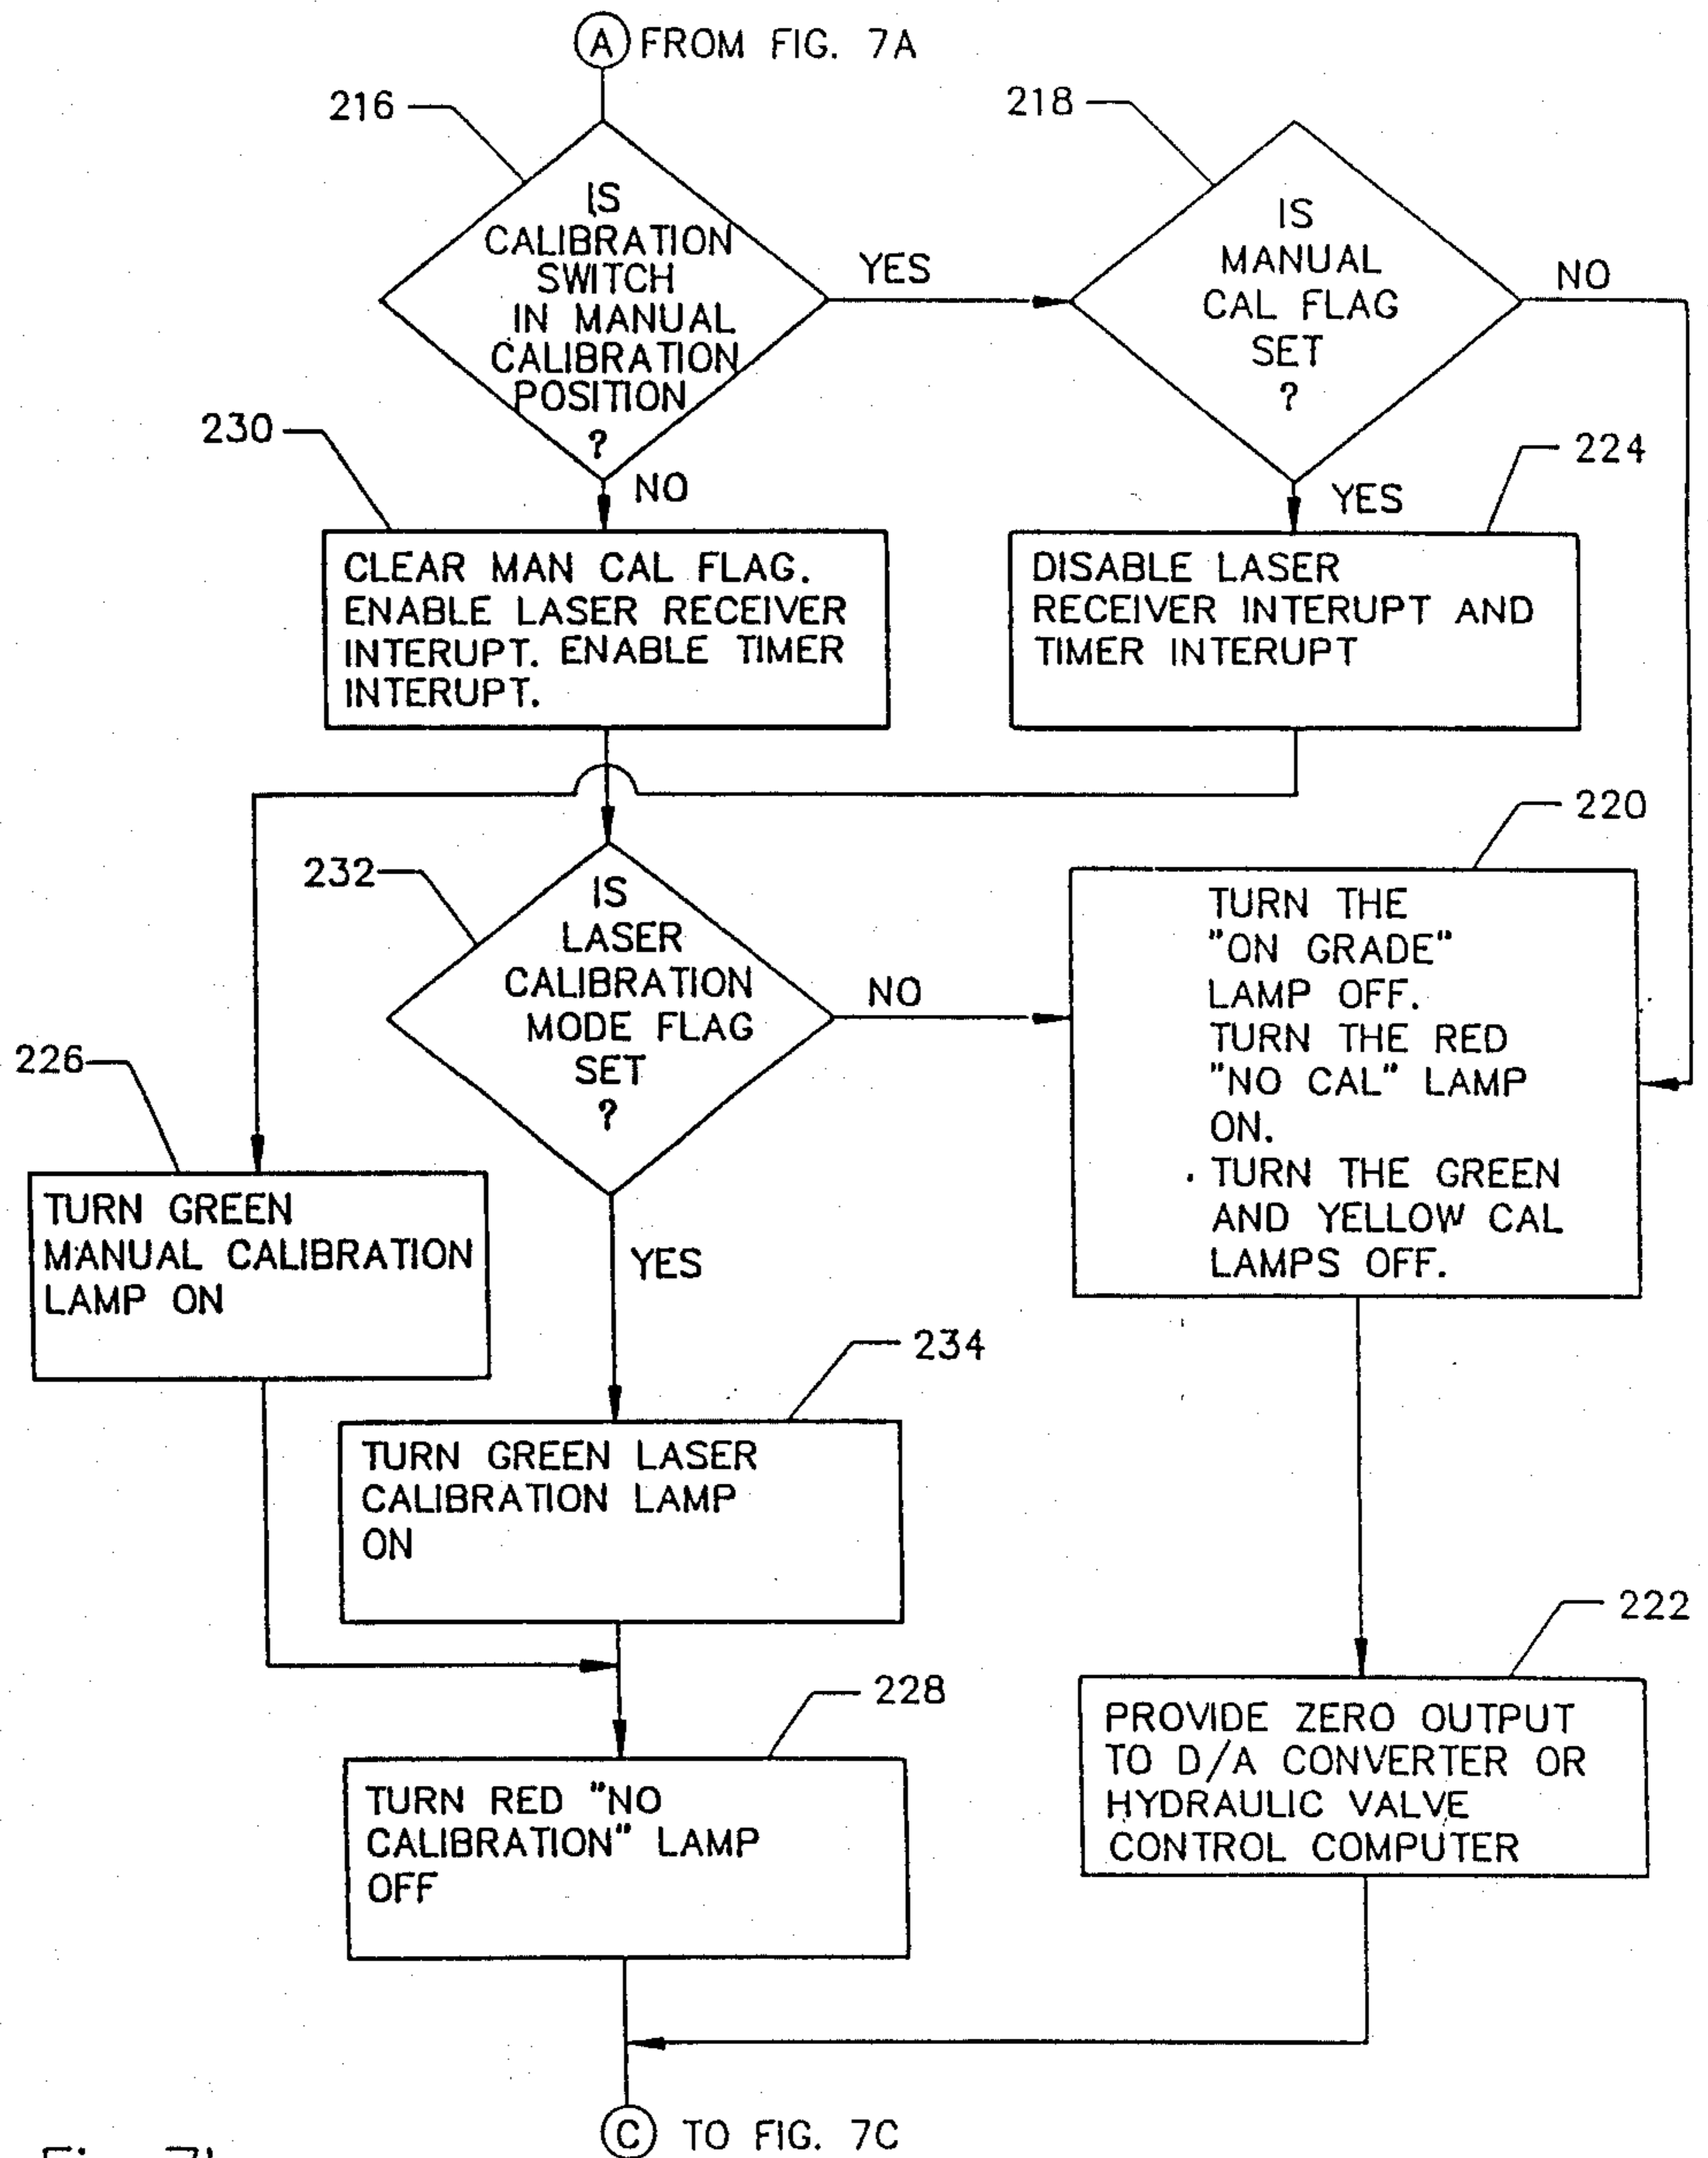 A FROM FIG. 7A
216
218
IS
CALIBRATION
SWITCH
IN MANUAL
CALIBRATION
POSITION
?
YES
IS
MANUAL
CAL FLAG
SET
?
NO
230
NO
224
YES
CLEAR MAN CAL FLAG.
ENABLE LASER RECEIVER
INTERUPT. ENABLE TIMER
INTERUPT.
DISABLE LASER
RECEIVER INTERUPT AND
TIMER INTERUPT
220
232
IS
LASER
CALIBRATION
MODE FLAG
SET
?
NO
TURN THE
"ON GRADE"
LAMP OFF.
TURN THE RED
"NO CAL" LAMP
ON.
TURN THE GREEN
AND YELLOW CAL
LAMPS OFF.
226
TURN GREEN
MANUAL CALIBRATION
LAMP ON
YES
234
TURN GREEN LASER
CALIBRATION LAMP
ON
222
228
PROVIDE ZERO OUTPUT
TO D/A CONVERTER OR
HYDRAULIC VALVE
CONTROL COMPUTER
TURN RED "NO
CALIBRATION" LAMP
OFF
C TO FIG. 7C